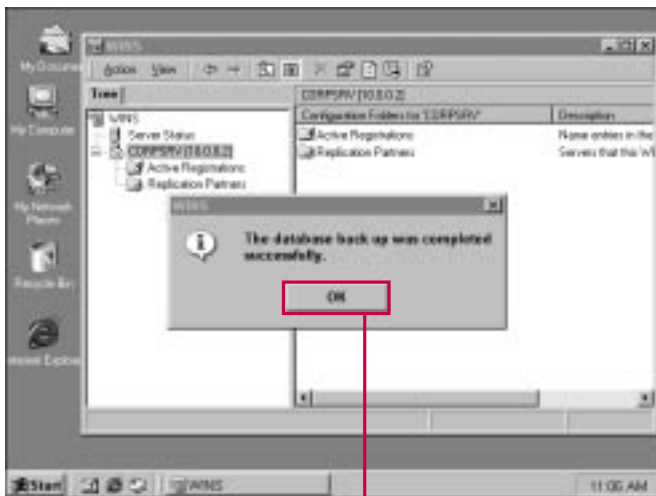 WINS
My Docume
Action View
Tree
CORPSRV [10.0.0.2]
WINS
Configuration Folders for 'CORPSRV'
Description
Server Status
Active Registrations
Name entries in the
My Computer
CORPSRV [10.0.0.2]
Replication Partners
Servers that this WI
Active Registrations
Replication Partners
My Network
Places
WINS
The database back up was completed
successfully.
OK
Recycle Bin
Internet Explore
Start
WINS
11:06 AM